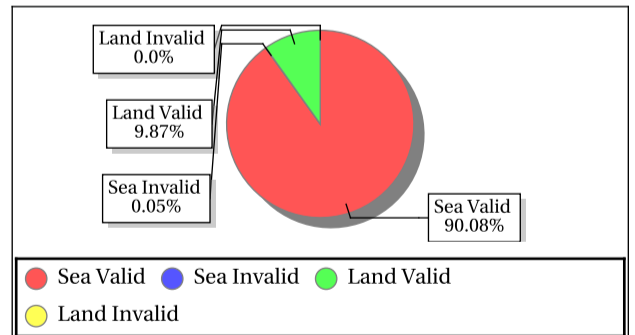 Land Invalid
0.0%
Land Valid
9.87%
Sea Invalid
0.05%
Sea Valid
90.08%
Sea Valid Sea Invalid Land Valid
Land Invalid